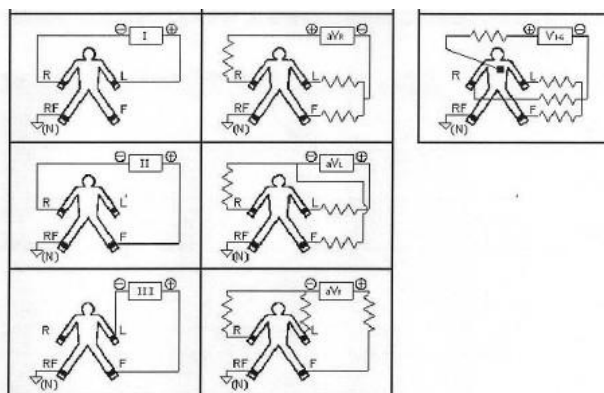 ⊖ I ⊕
R L
RF F
(N)
⊕ aVR ⊖
R L
RF F
(N)
⊖ V1-6 ⊕
R L
RF F
(N)
⊖ II ⊕
R L'
RF F
(N)
⊖ aVL ⊕
R L
RF F
(N)
⊖ III ⊕
R L
RF F
(N)
⊖ aVF ⊕
R L
RF F
(N)